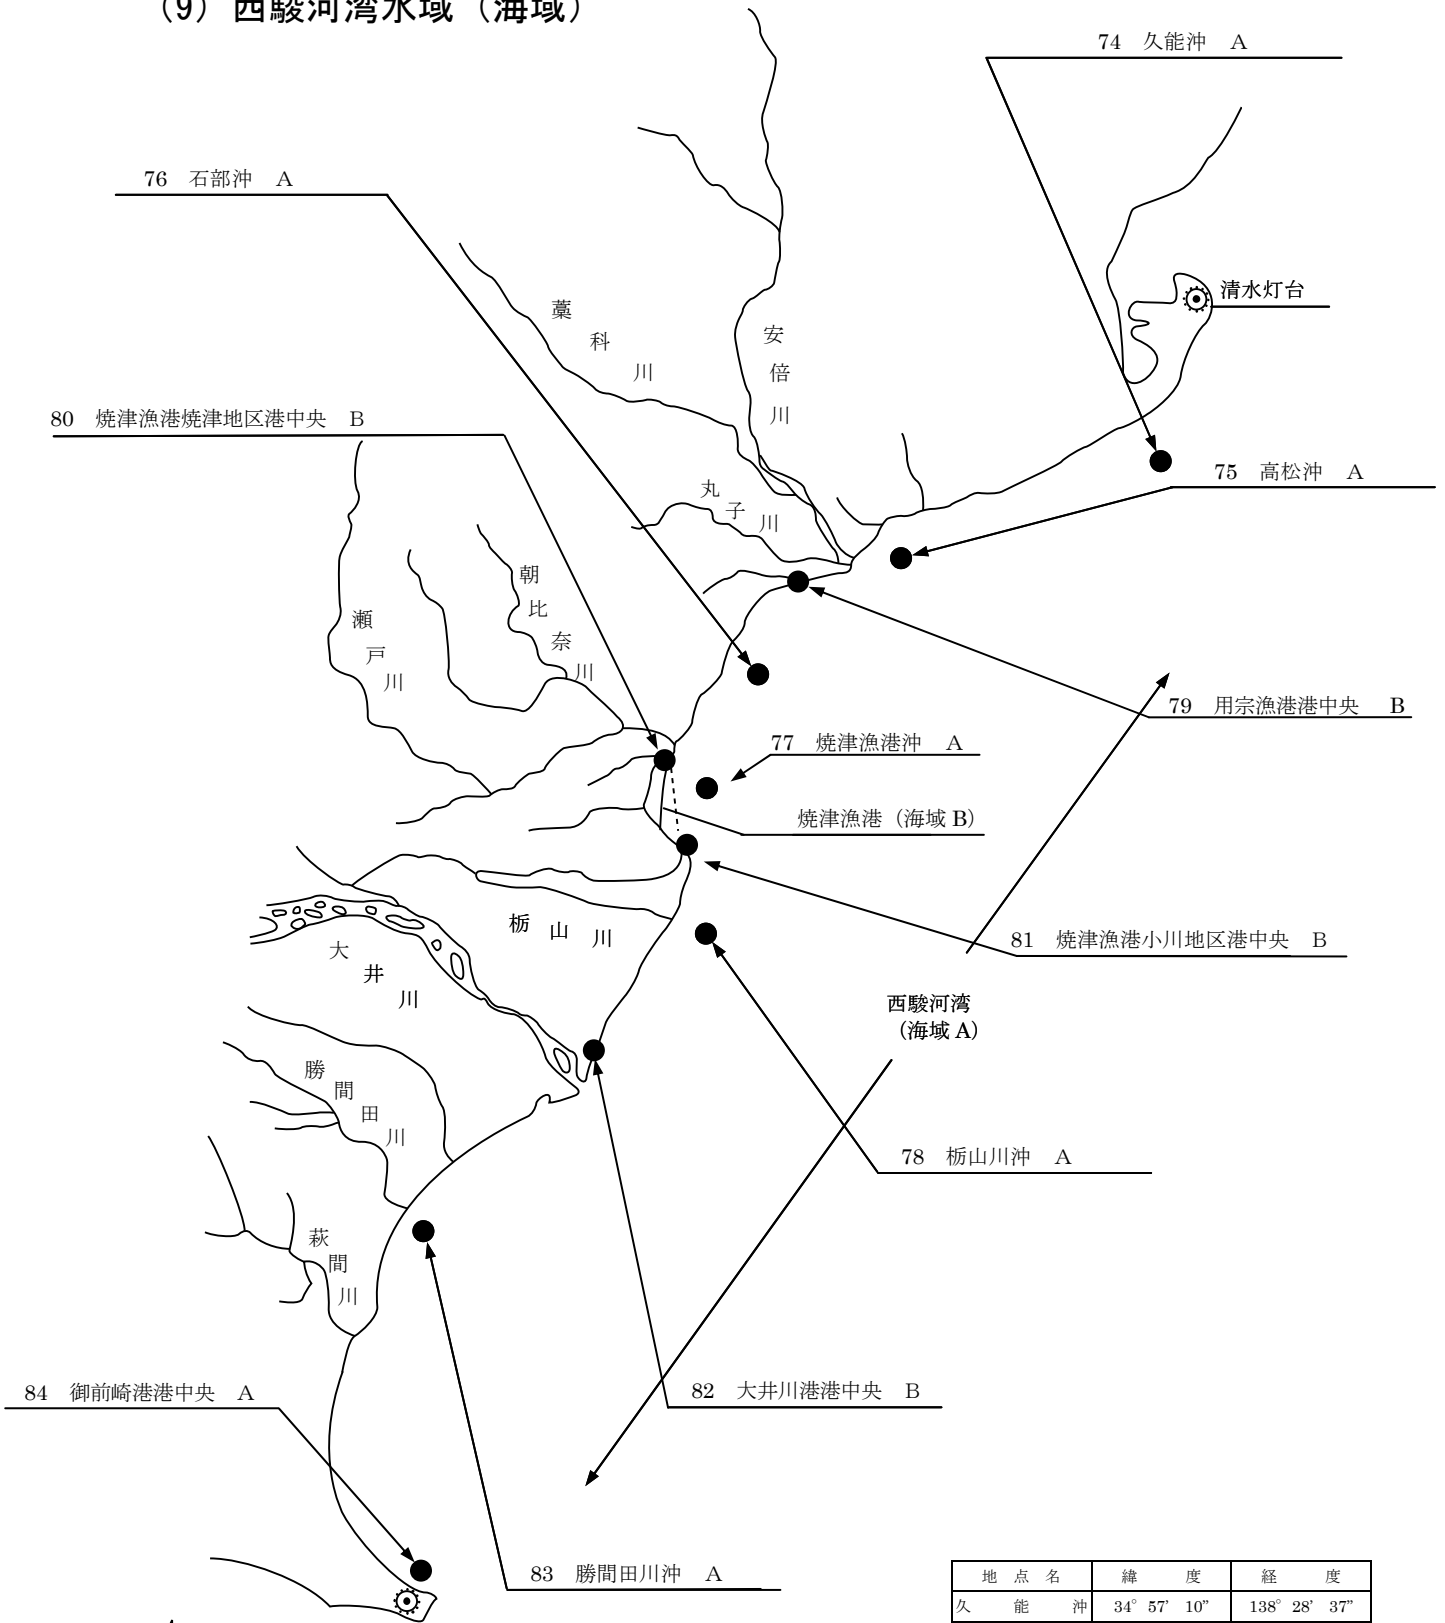 (9) 西駿河湾水域（海域）
74 久能沖 A
76 石部沖 A
清水灯台
藁科川
安倍川
80 焼津漁港焼津地区港中央 B
75 高松沖 A
丸子川
朝比奈川
瀬戸川
79 用宗漁港港中央 B
77 焼津漁港沖 A
焼津漁港（海域 B）
栃山川
81 焼津漁港小川地区港中央 B
大井川
西駿河湾
（海域 A）
勝間田川
78 栃山川沖 A
萩間川
84 御前崎港港中央 A
82 大井川港港中央 B
83 勝間田川沖 A
地点名 緯度 経度
久能沖 34° 57’ 10” 138° 28’ 37”